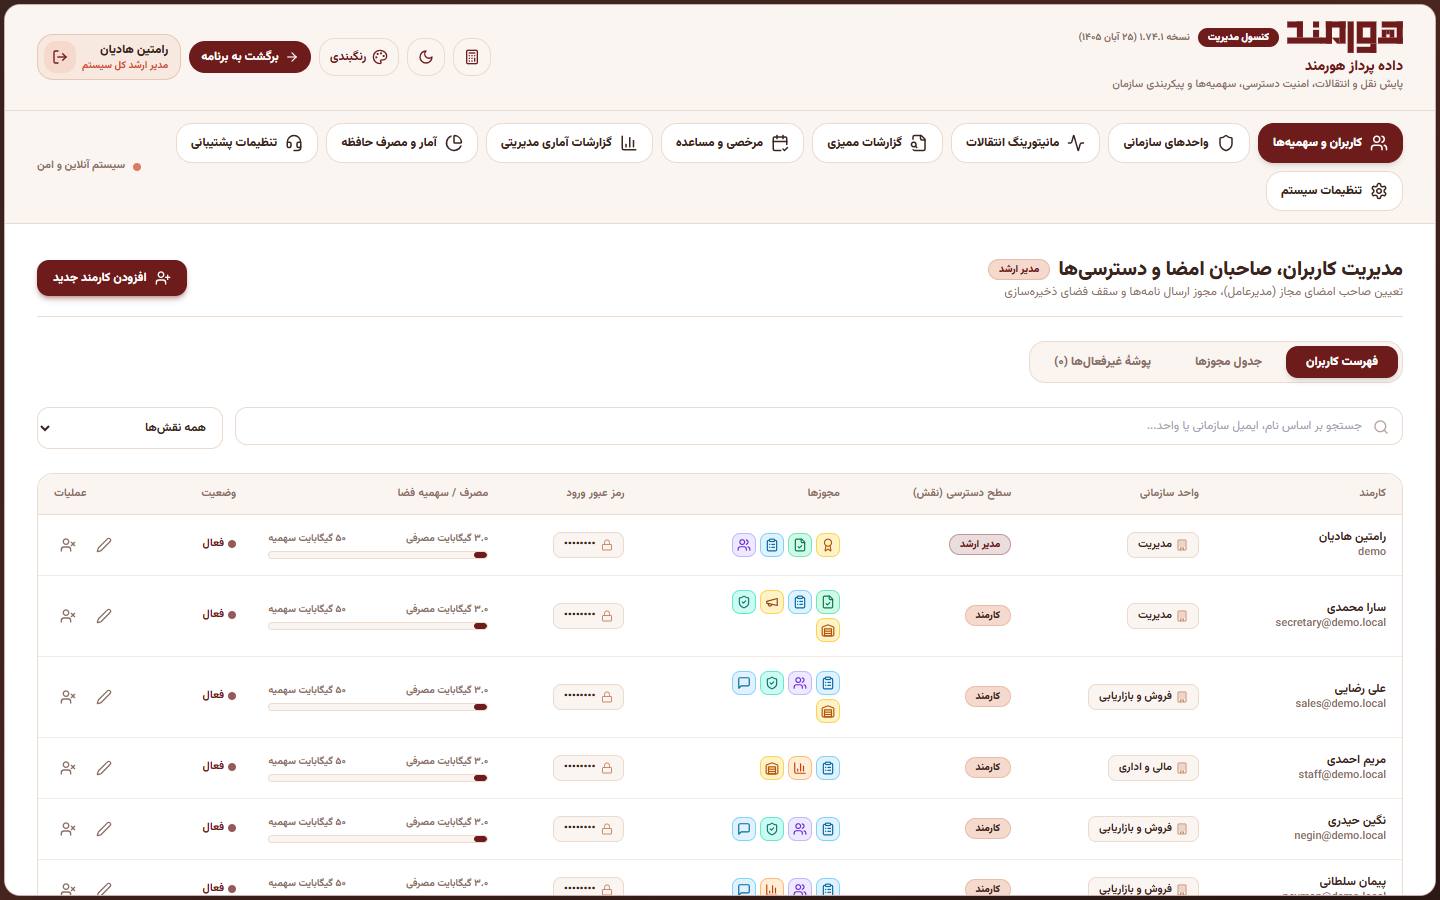 هورمند
کنسول مدیریت
نسخه ۱.۷۴.۱ (۲۵ آبان ۱۴۰۵)
داده پرداز هورمند
پایش نقل و انتقالات، امنیت دسترسی، سهمیه‌ها و پیکربندی سازمان
رنگبندی
برگشت به برنامه
رامتین هادیان
مدیر ارشد کل سیستم
کاربران و سهمیه‌ها
واحدهای سازمانی
مانیتورینگ انتقالات
گزارشات ممیزی
مرخصی و مساعده
گزارشات آماری مدیریتی
آمار و مصرف حافظه
تنظیمات پشتیبانی
تنظیمات سیستم
سیستم آنلاین و امن
مدیریت کاربران، صاحبان امضا و دسترسی‌ها
مدیر ارشد
تعیین صاحب امضای مجاز (مدیرعامل)، مجوز ارسال نامه‌ها و سقف فضای ذخیره‌سازی
افزودن کارمند جدید
فهرست کاربران
جدول مجوزها
پوشهٔ غیرفعال‌ها (۰)
جستجو بر اساس نام، ایمیل سازمانی یا واحد...
همه نقش‌ها
کارمند
واحد سازمانی
سطح دسترسی (نقش)
مجوزها
رمز عبور ورود
مصرف / سهمیه فضا
وضعیت
عملیات
رامتین هادیان
demo
مدیریت
مدیر ارشد
••••••••
۳.۰ گیگابایت مصرفی
۵۰ گیگابایت سهمیه
فعال
سارا محمدی
secretary@demo.local
مدیریت
کارمند
••••••••
۳.۰ گیگابایت مصرفی
۵۰ گیگابایت سهمیه
فعال
علی رضایی
sales@demo.local
فروش و بازاریابی
کارمند
••••••••
۳.۰ گیگابایت مصرفی
۵۰ گیگابایت سهمیه
فعال
مریم احمدی
staff@demo.local
مالی و اداری
کارمند
••••••••
۳.۰ گیگابایت مصرفی
۵۰ گیگابایت سهمیه
فعال
نگین حیدری
negin@demo.local
فروش و بازاریابی
کارمند
••••••••
۳.۰ گیگابایت مصرفی
۵۰ گیگابایت سهمیه
فعال
پیمان سلطانی
فروش و بازاریابی
کارمند
••••••••
۳.۰ گیگابایت مصرفی
۵۰ گیگابایت سهمیه
فعال